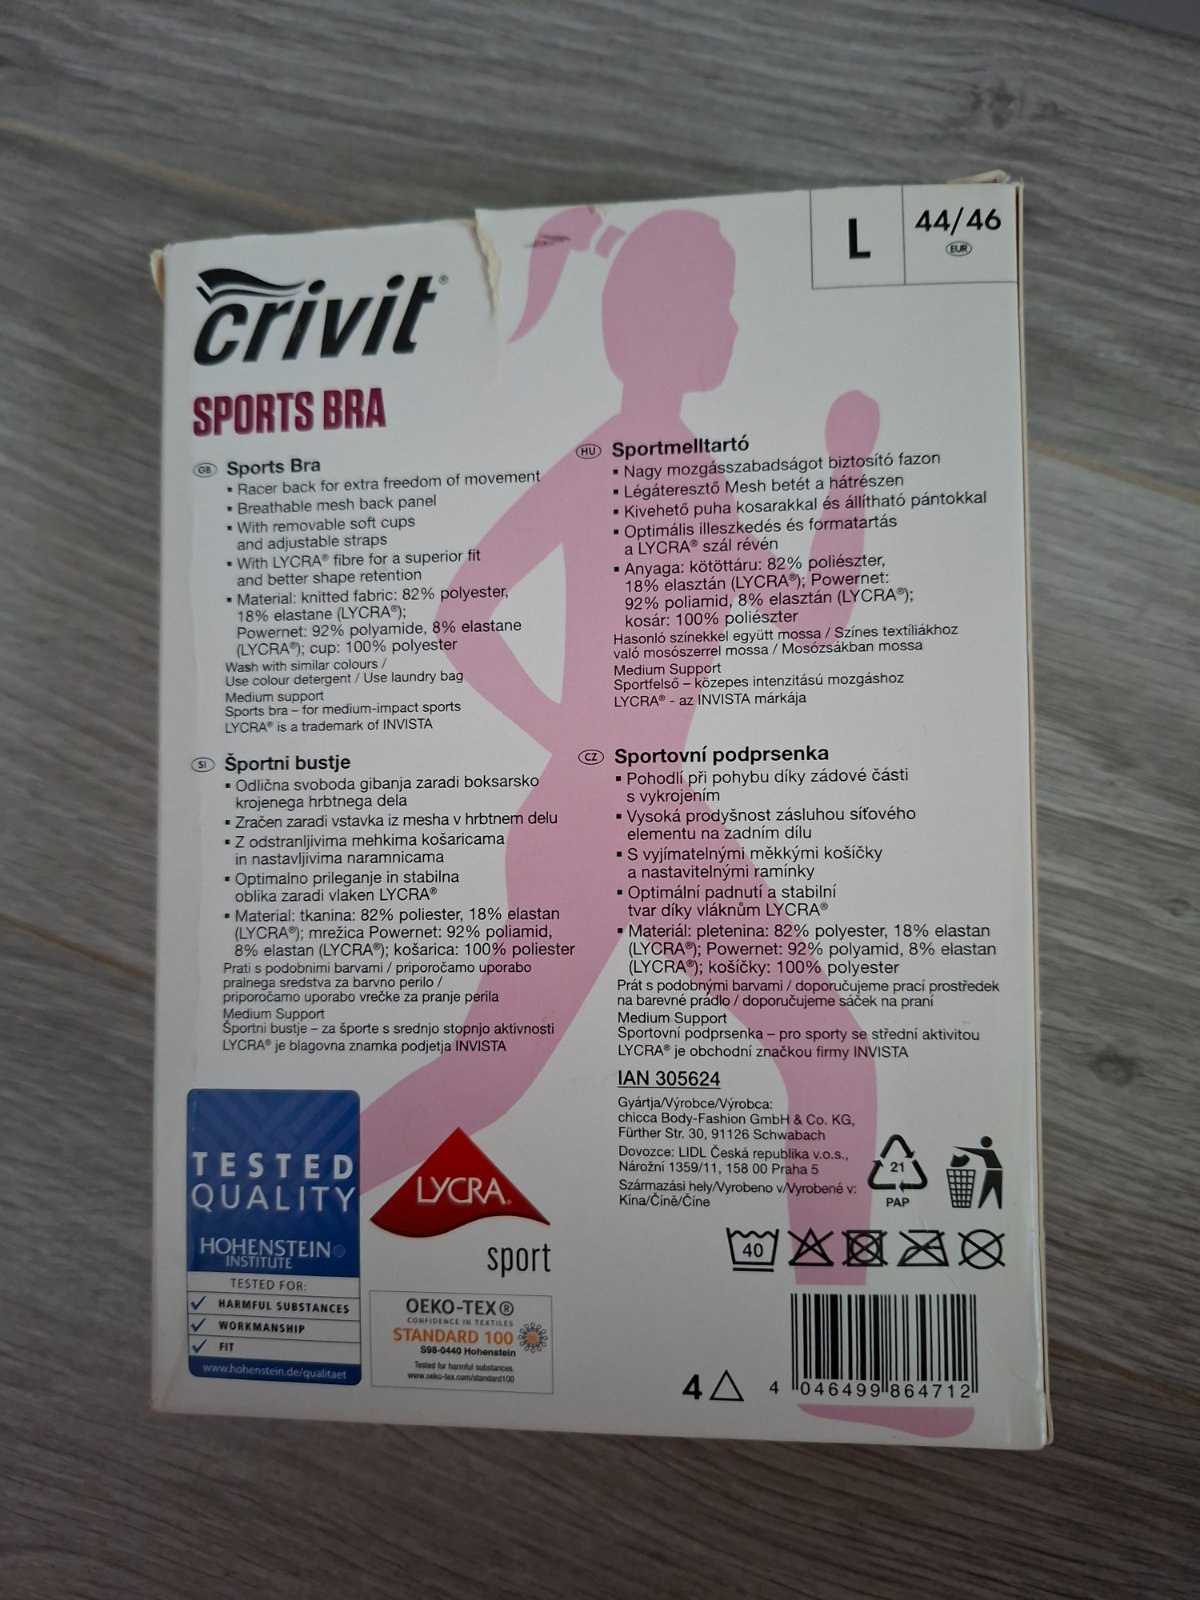 L
44/46
EUR
crivit®
SPORTS BRA
GB Sports Bra
▪ Racer back for extra freedom of movement
▪ Breathable mesh back panel
▪ With removable soft cups
and adjustable straps
▪ With LYCRA® fibre for a superior fit
and better shape retention
▪ Material: knitted fabric: 82% polyester,
18% elastane (LYCRA®);
Powernet: 92% polyamide, 8% elastane
(LYCRA®); cup: 100% polyester
Wash with similar colours /
Use colour detergent / Use laundry bag
Medium support
Sports bra – for medium-impact sports
LYCRA® is a trademark of INVISTA
HU Sportmelltartó
▪ Nagy mozgásszabadságot biztosító fazon
▪ Légáteresztő Mesh betét a hátrészen
▪ Kivehető puha kosarakkal és állítható pántokkal
▪ Optimális illeszkedés és formatartás
a LYCRA® szál révén
▪ Anyaga: kötöttáru: 82% poliészter,
18% elasztán (LYCRA®); Powernet:
92% poliamid, 8% elasztán (LYCRA®);
kosár: 100% poliészter
Hasonló színekkel együtt mossa / Színes textíliákhoz
való mosószerrel mossa / Mosózsákban mossa
Medium Support
Sportfelső – közepes intenzitású mozgáshoz
LYCRA® - az INVISTA márkája
SI Športni bustje
▪ Odlična svoboda gibanja zaradi boksarsko
krojenega hrbtnega dela
▪ Zračen zaradi vstavka iz mesha v hrbtnem delu
▪ Z odstranljivima mehkima košaricama
in nastavljivima naramnicama
▪ Optimalno prileganje in stabilna
oblika zaradi vlaken LYCRA®
▪ Material: tkanina: 82% poliester, 18% elastan
(LYCRA®); mrežica Powernet: 92% poliamid,
8% elastan (LYCRA®); košarica: 100% poliester
Prati s podobnimi barvami / priporočamo uporabo
pralnega sredstva za barvno perilo /
priporočamo uporabo vrečke za pranje perila
Medium Support
Športni bustje – za športe s srednjo stopnjo aktivnosti
LYCRA® je blagovna znamka podjetja INVISTA
CZ Sportovní podprsenka
▪ Pohodlí při pohybu díky zádové části
s vykrojením
▪ Vysoká prodyšnost zásluhou síťového
elementu na zadním dílu
▪ S vyjímatelnými měkkými košíčky
a nastavitelnými ramínky
▪ Optimální padnutí a stabilní
tvar díky vláknům LYCRA®
▪ Materiál: pletenina: 82% polyester, 18% elastan
(LYCRA®); Powernet: 92% polyamid, 8% elastan
(LYCRA®); košíčky: 100% polyester
Prát s podobnými barvami / doporučujeme prací prostředek
na barevné prádlo / doporučujeme sáček na praní
Medium Support
Sportovní podprsenka – pro sporty se střední aktivitou
LYCRA® je obchodní značkou firmy INVISTA
IAN 305624
Gyártja/Výrobce/Výrobca:
chicca Body-Fashion GmbH & Co. KG,
Fürther Str. 30, 91126 Schwabach
Dovozce: LIDL Česká republika v.o.s.,
Nárožní 1359/11, 158 00 Praha 5
Származási hely/Vyrobeno v/Vyrobené v:
Kína/Číně/Číne
21
PAP
40
TESTED
QUALITY
HOHENSTEIN
INSTITUTE
TESTED FOR:
HARMFUL SUBSTANCES
WORKMANSHIP
FIT
www.hohenstein.de/qualitaet
LYCRA®
sport
OEKO-TEX®
CONFIDENCE IN TEXTILES
STANDARD 100
S98-0440 Hohenstein
Tested for harmful substances.
www.oeko-tex.com/standard100
4
4 046499 864712